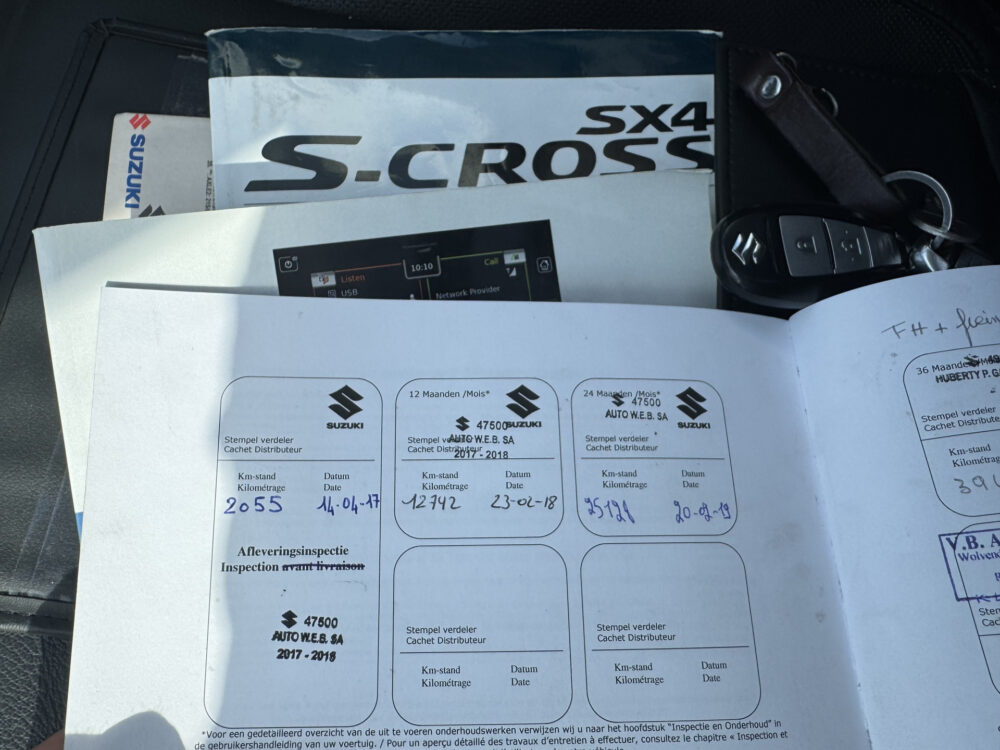 SX4
S-CROSS
SUZUKI
10:10
Listen
USB
Call
Network Provider
FH +
SUZUKI
Stempel verdeler
Cachet Distributeur
Km-stand Datum
Kilométrage Date
2055 14-04-17
Afleveringsinspectie
Inspection avant livraison
47500
AUTO W.E.B. SA
2017 - 2018
12 Maanden /Mois*
SUZUKI
47500
Stempel verdeler
AUTO W.E.B. SA
Cachet Distributeur
2017 - 2018
Km-stand Datum
Kilométrage Date
12742 23-02-18
24 Maanden /Mois*
47500
AUTO W.E.B. SA
SUZUKI
Stempel verdeler
Cachet Distributeur
Km-stand Datum
Kilométrage Date
25121 20-02-19
36 Maanden
HUBERTY P.
Stempel verdeler
Cachet Distribute
Km-stand
Kilométrage
390
Stempel verdeler
Cachet Distributeur
Km-stand Datum
Kilométrage Date
Stempel verdeler
Cachet Distributeur
Km-stand Datum
Kilométrage Date
V.B. A
Wolven
Stem
Cac
*Voor een gedetailleerd overzicht van de uit te voeren onderhoudswerken verwijzen wij u naar het hoofdstuk "Inspectie en Onderhoud" in
de gebruikershandleiding van uw voertuig. / Pour un aperçu détaillé des travaux d'entretien à effectuer, consultez le chapitre « Inspection et